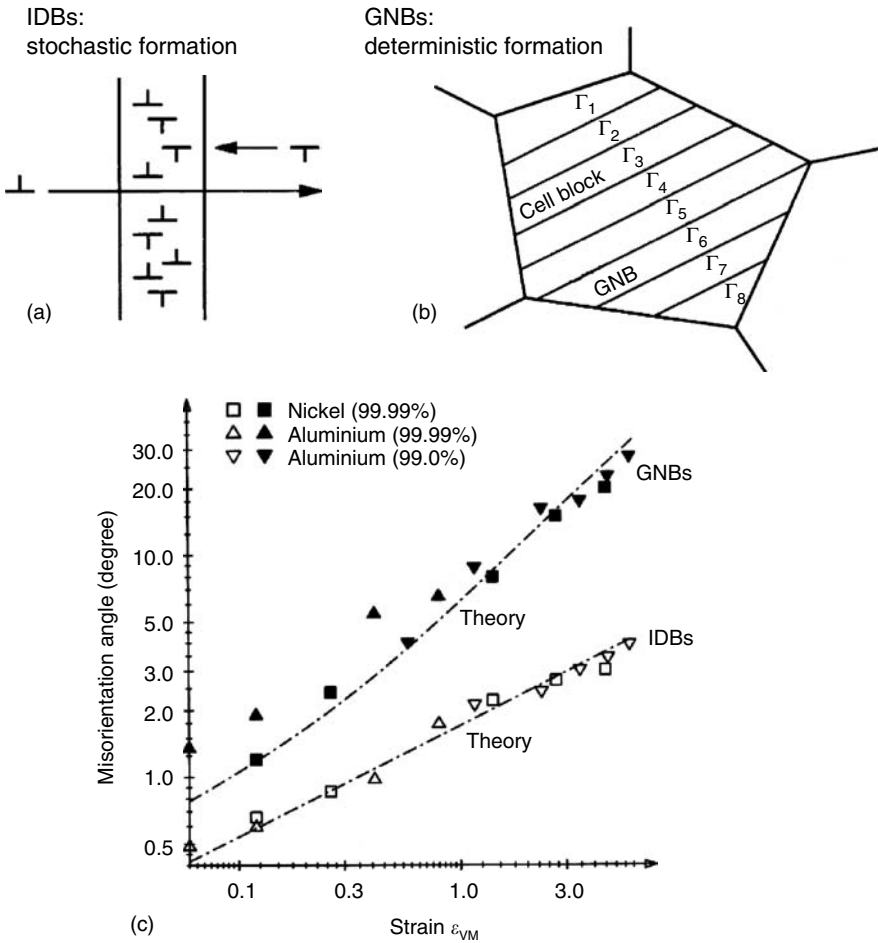 IDBs:
stochastic formation
GNBs:
deterministic formation
(a)
Γ1
Γ2
Γ3
Cell block
Γ4
Γ5
Γ6
GNB
Γ7
Γ8
(b)
Nickel (99.99%)
Aluminium (99.99%)
Aluminium (99.0%)
GNBs
Theory
IDBs
Theory
Misorientation angle (degree)
30.0
20.0
10.0
5.0
3.0
2.0
1.0
0.5
0.1
0.3
1.0
3.0
(c)
Strain εVM